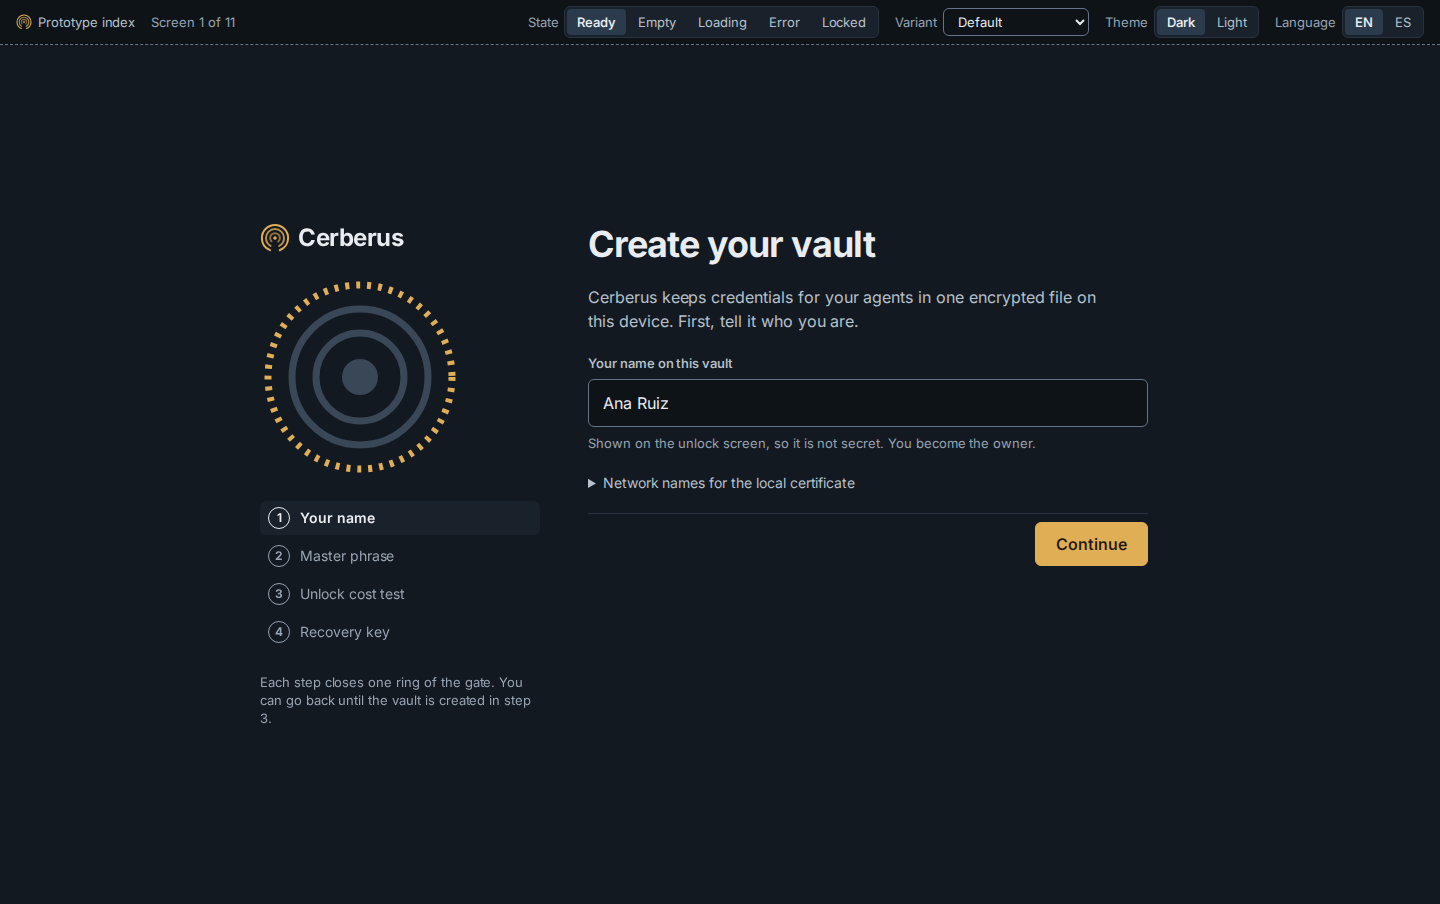 Prototype index Screen 1 of 11 State Ready Empty Loading Error Locked Variant Default Theme Dark Light Language EN ES
Cerberus
1 Your name
2 Master phrase
3 Unlock cost test
4 Recovery key
Each step closes one ring of the gate. You
can go back until the vault is created in step
3.
Create your vault
Cerberus keeps credentials for your agents in one encrypted file on
this device. First, tell it who you are.
Your name on this vault
Ana Ruiz
Shown on the unlock screen, so it is not secret. You become the owner.
Network names for the local certificate
Continue